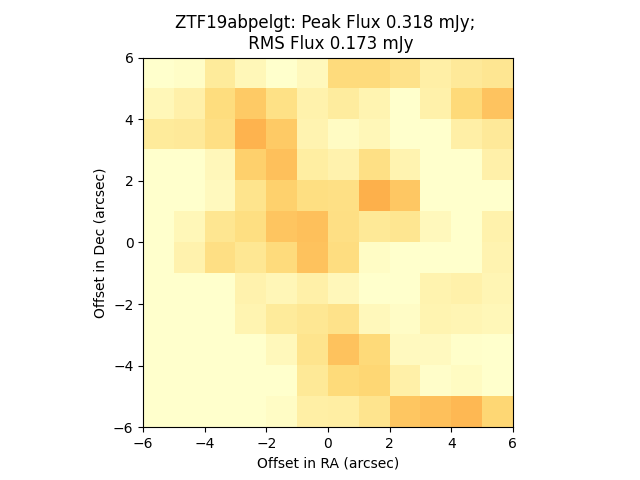 ZTF19abpelgt: Peak Flux 0.318 mJy;
RMS Flux 0.173 mJy
6
4
2
0
−2
−4
−6
Offset in Dec (arcsec)
−6 −4 −2 0 2 4 6
Offset in RA (arcsec)